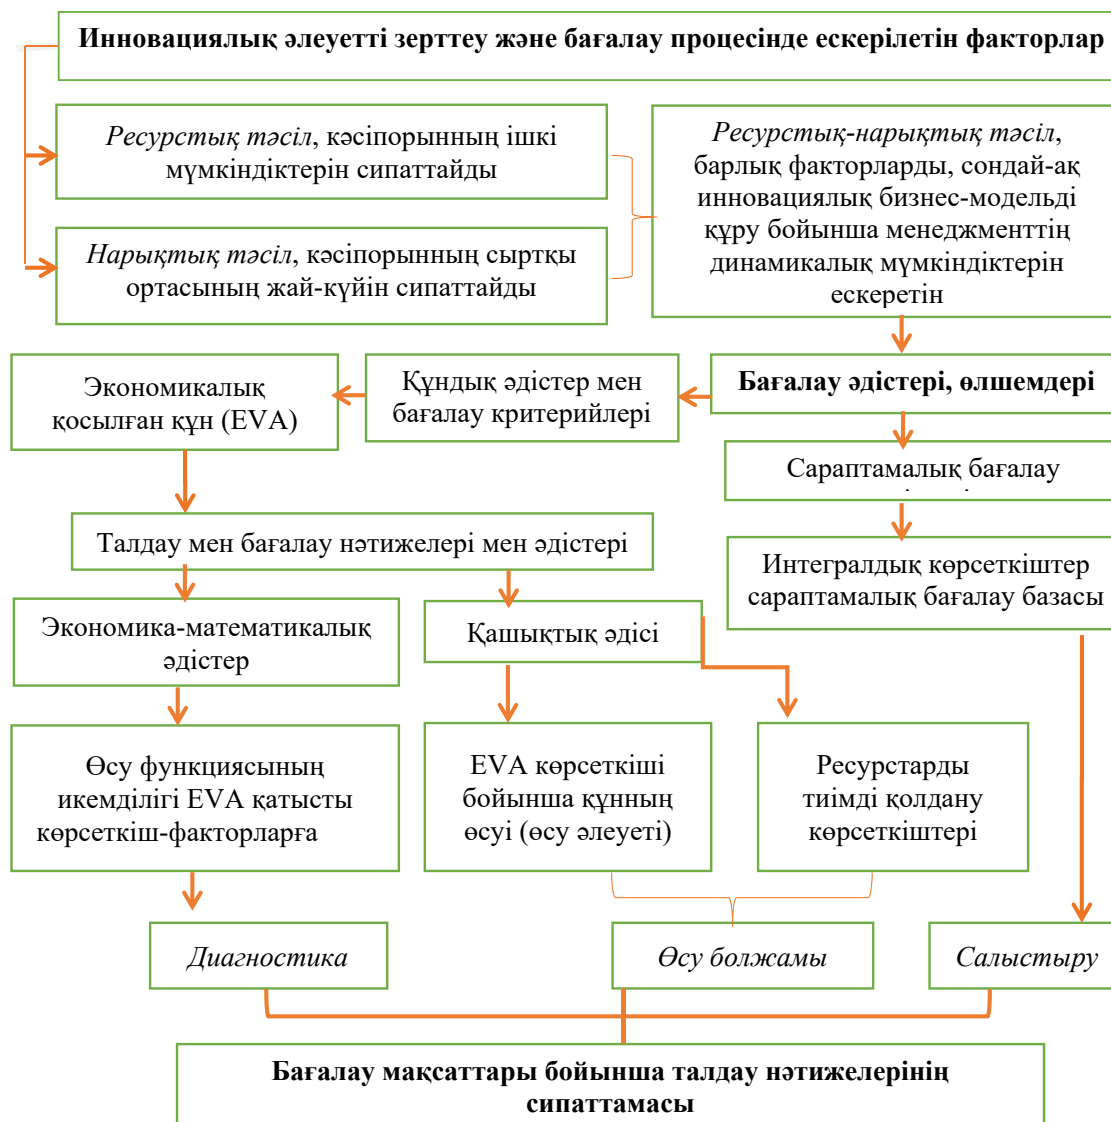 Инновациялық әлеуетті зерттеу және бағалау процесінде ескерілетін факторлар
Ресурстық тәсіл, кәсіпорынның ішкі
мүмкіндіктерін сипаттайды
Нарықтық тәсіл, кәсіпорынның сыртқы
ортасының жай-күйін сипаттайды
Ресурстық-нарықтық тәсіл,
барлық факторларды, сондай-ақ
инновациялық бизнес-модельді
құру бойынша менеджменттің
динамикалық мүмкіндіктерін
ескеретін
Экономикалық
қосылған құн (EVA)
Құндық әдістер мен
бағалау критерийлері
Бағалау әдістері, өлшемдері
Сараптамалық бағалау
Талдау мен бағалау нәтижелері мен әдістері
Интегралдық көрсеткіштер
сараптамалық бағалау базасы
Экономика-математикалық
әдістер
Қашықтық әдісі
Өсу функциясының
икемділігі EVA қатысты
көрсеткіш-факторларға
EVA көрсеткіші
бойынша құнның
өсуі (өсу әлеуеті)
Ресурстарды
тиімді қолдану
көрсеткіштері
Диагностика
Өсу болжамы
Салыстыру
Бағалау мақсаттары бойынша талдау нәтижелерінің
сипаттамасы